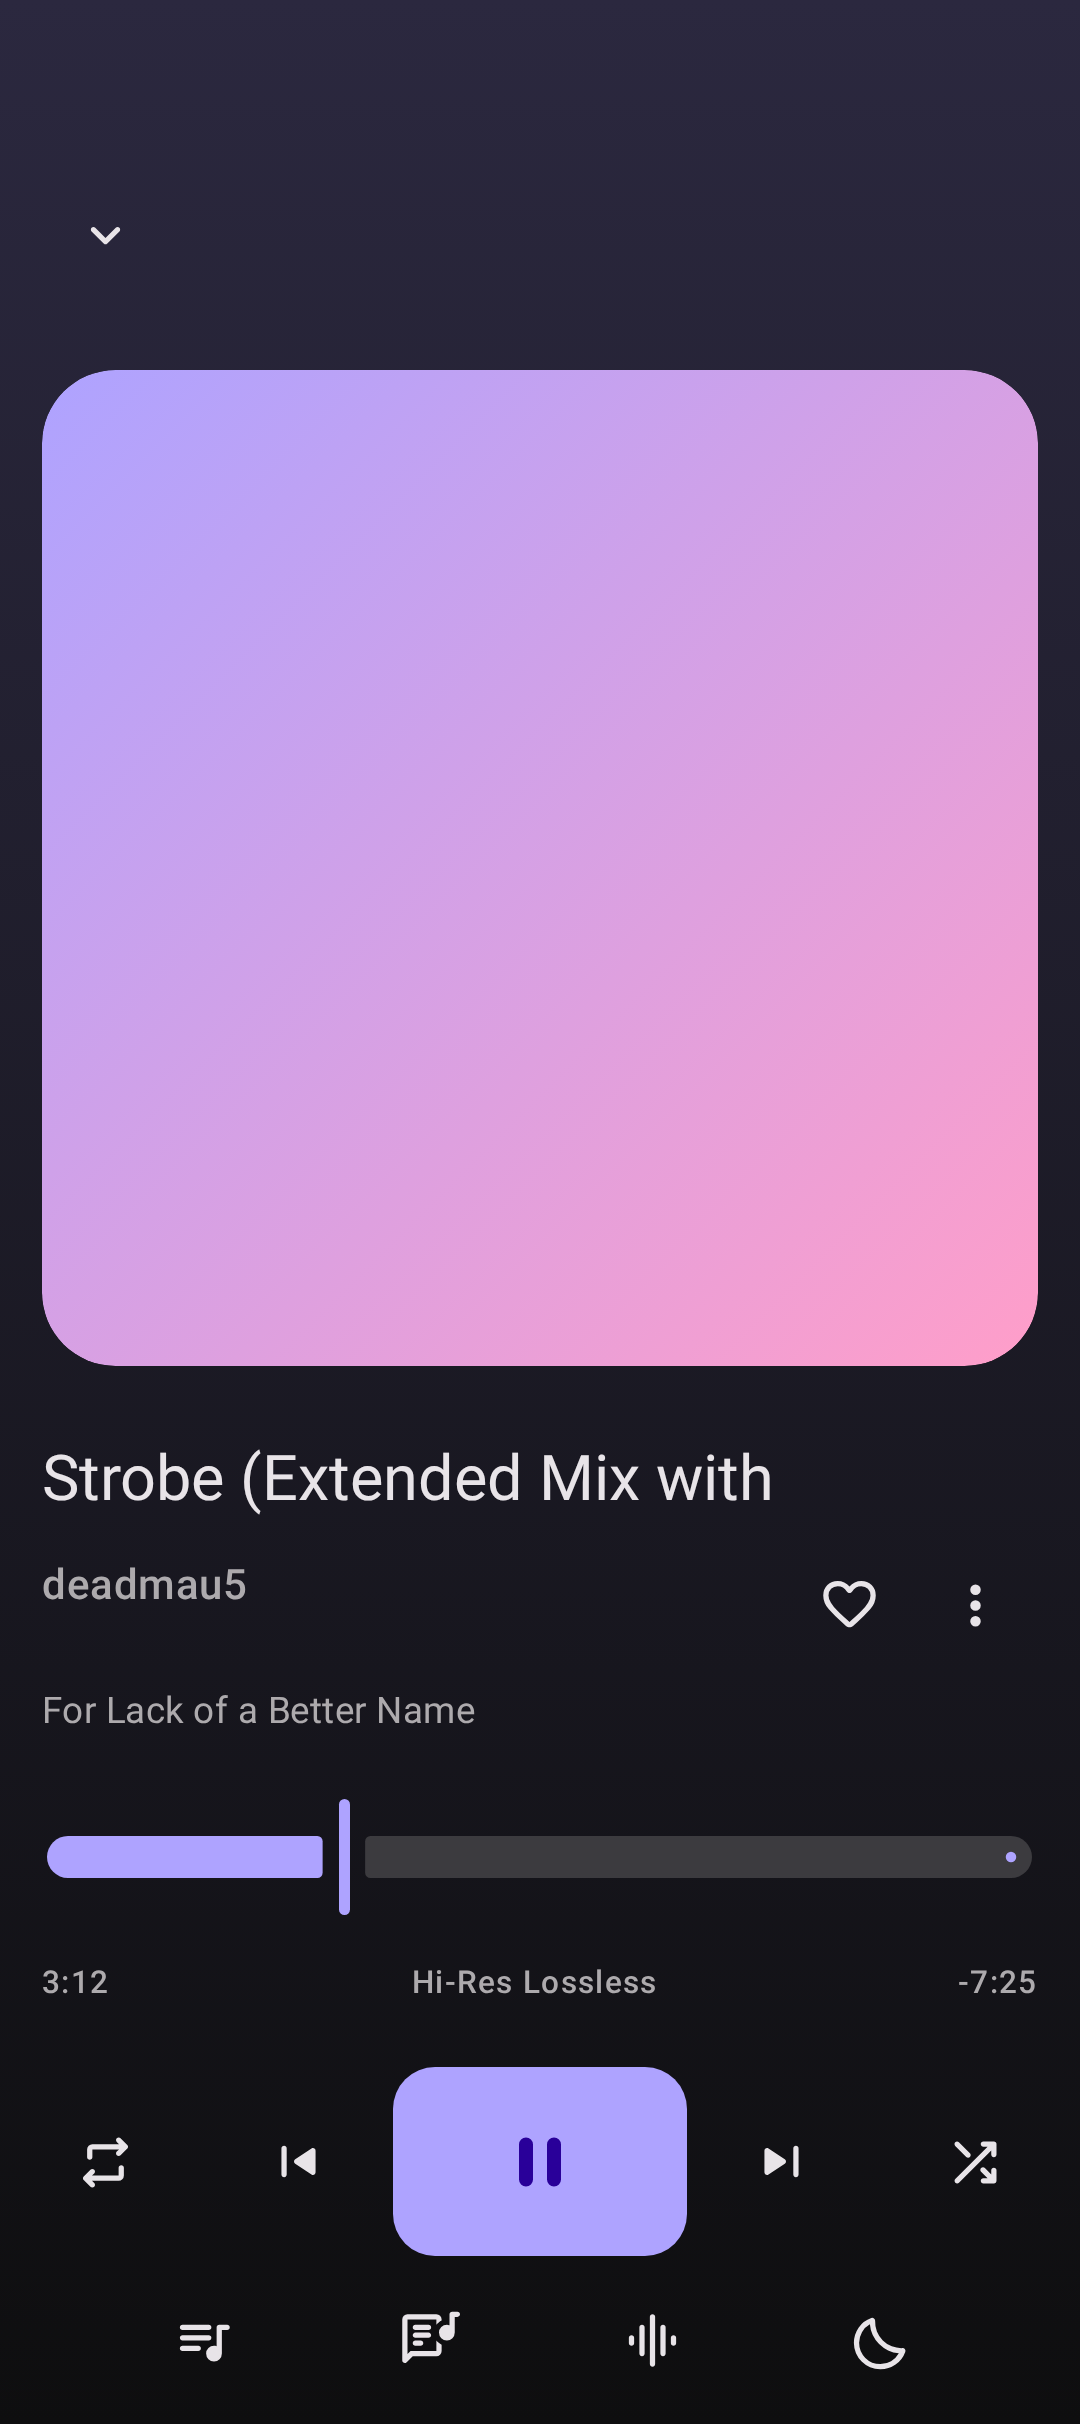 Strobe (Extended Mix with
deadmau5
For Lack of a Better Name
3:12
Hi-Res Lossless
-7:25